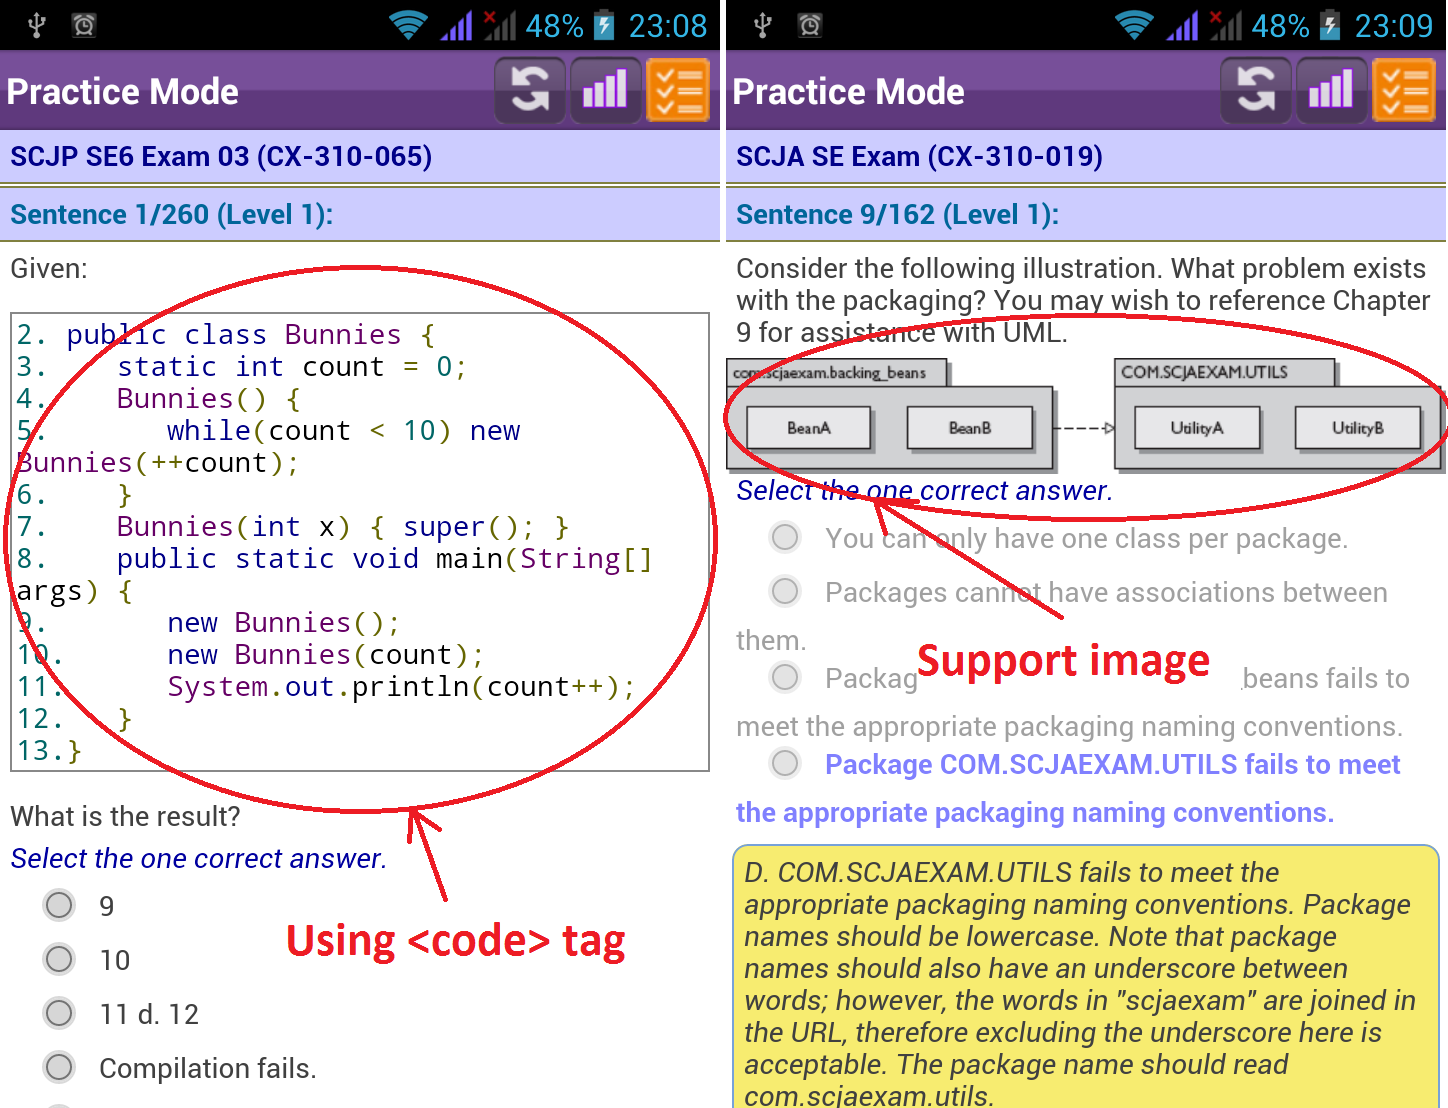 48% 23:08
Practice Mode
SCJP SE6 Exam 03 (CX-310-065)
Sentence 1/260 (Level 1):
Given:
2. public class Bunnies {
3.    static int count = 0;
4.    Bunnies() {
5.       while(count < 10) new
Bunnies(++count);
6.    }
7.    Bunnies(int x) { super(); }
8.    public static void main(String[]
args) {
9.       new Bunnies();
10.      new Bunnies(count);
11.      System.out.println(count++);
12.   }
13.}
What is the result?
Select the one correct answer.
9
10
11 d. 12
Compilation fails.
Using <code> tag
48% 23:09
Practice Mode
SCJA SE Exam (CX-310-019)
Sentence 9/162 (Level 1):
Consider the following illustration. What problem exists
with the packaging? You may wish to reference Chapter
9 for assistance with UML.
com.scjaexam.backing_beans
COM.SCJAEXAM.UTILS
BeanA BeanB UtilityA UtilityB
Select the one correct answer.
You can only have one class per package.
Packages cannot have associations between
them.
Support image
Packag beans fails to
meet the appropriate packaging naming conventions.
Package COM.SCJAEXAM.UTILS fails to meet
the appropriate packaging naming conventions.
D. COM.SCJAEXAM.UTILS fails to meet the
appropriate packaging naming conventions. Package
names should be lowercase. Note that package
names should also have an underscore between
words; however, the words in "scjaexam" are joined in
the URL, therefore excluding the underscore here is
acceptable. The package name should read
com.scjaexam.utils.